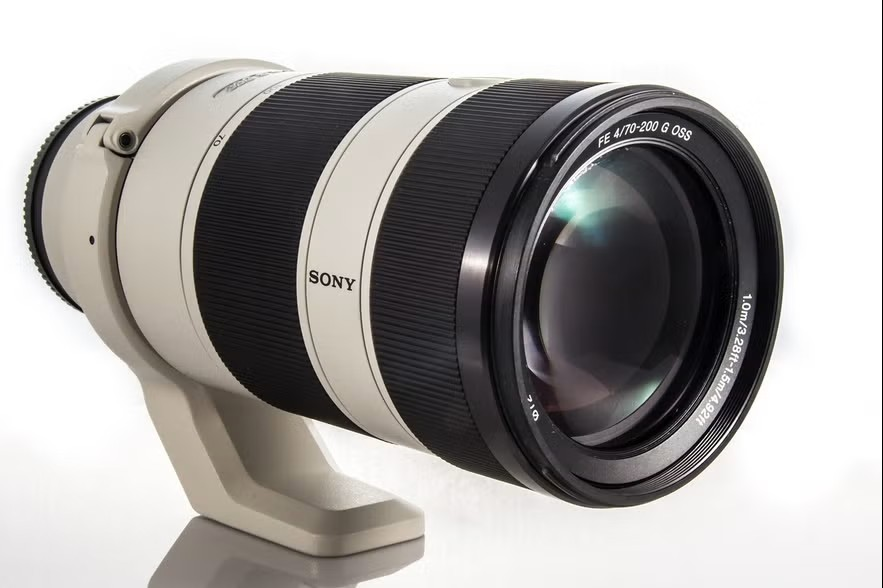 FE 4/70-200 G OSS
70
SONY
1.0m/3.28ft-1.5m/4.92ft